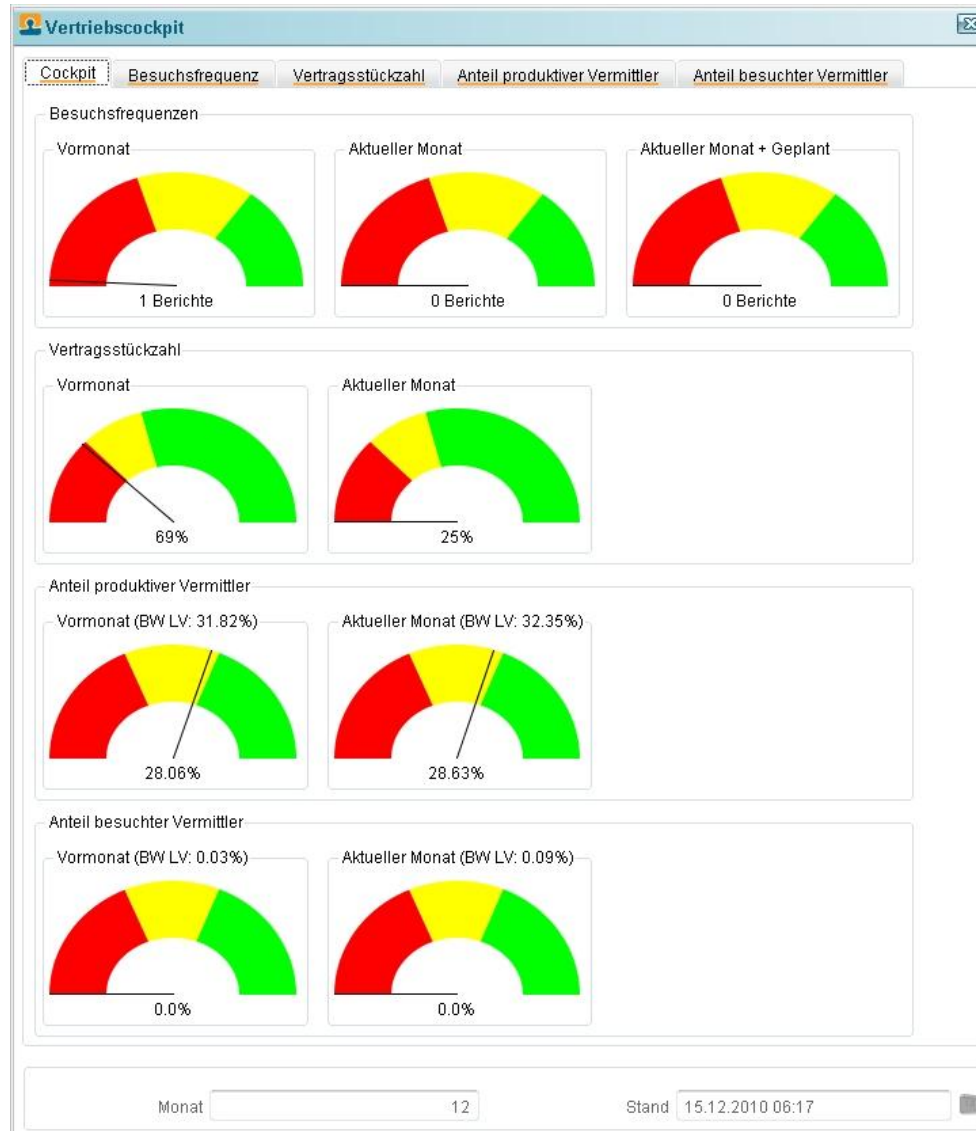 Vertriebscockpit
Cockpit Besuchsfrequenz Vertragsstückzahl Anteil produktiver Vermittler Anteil besuchter Vermittler
Besuchsfrequenzen
Vormonat Aktueller Monat Aktueller Monat + Geplant
1 Berichte 0 Berichte 0 Berichte
Vertragsstückzahl
Vormonat Aktueller Monat
69% 25%
Anteil produktiver Vermittler
Vormonat (BW LV: 31.82%) Aktueller Monat (BW LV: 32.35%)
28.06% 28.63%
Anteil besuchter Vermittler
Vormonat (BW LV: 0.03%) Aktueller Monat (BW LV: 0.09%)
0.0% 0.0%
Monat 12 Stand 15.12.2010 06:17